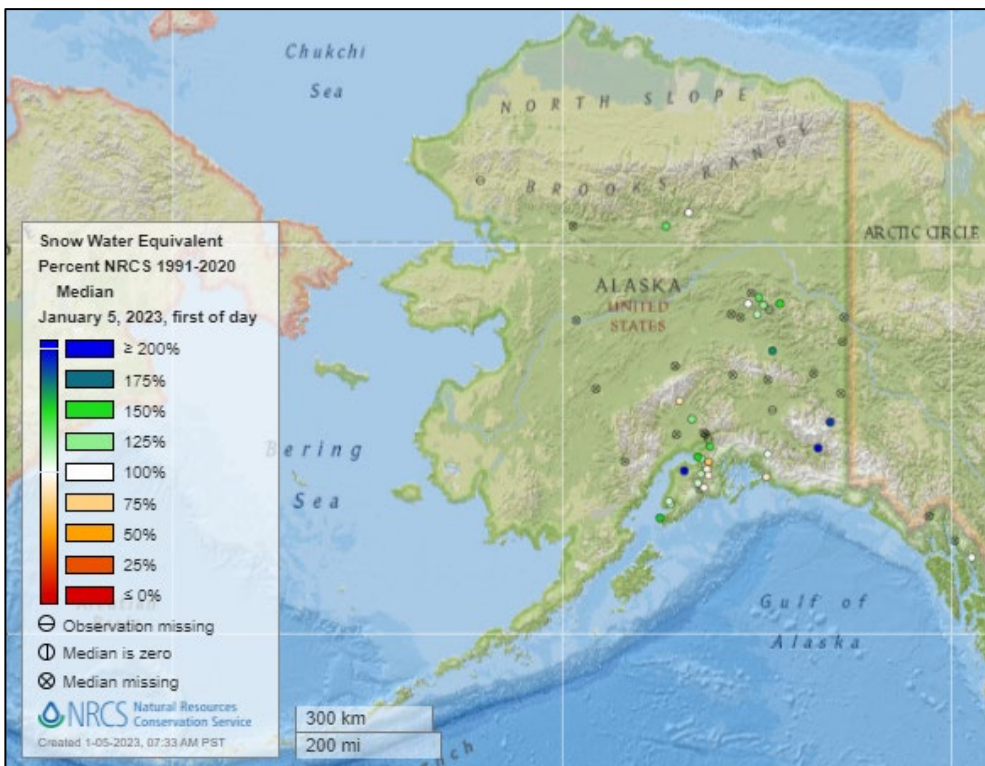 Chukchi
Sea
NORTH SLOPE
BROOKS RANGE
ARCTIC CIRCLE
ALASKA
UNITED
STATES
Bering
Sea
Gulf of
Alaska
Snow Water Equivalent
Percent NRCS 1991-2020
Median
January 5, 2023, first of day
≥ 200%
175%
150%
125%
100%
75%
50%
25%
≤ 0%
Observation missing
Median is zero
Median missing
NRCS Natural Resources
Conservation Service
Created 1-05-2023, 07:33 AM PST
300 km
200 mi